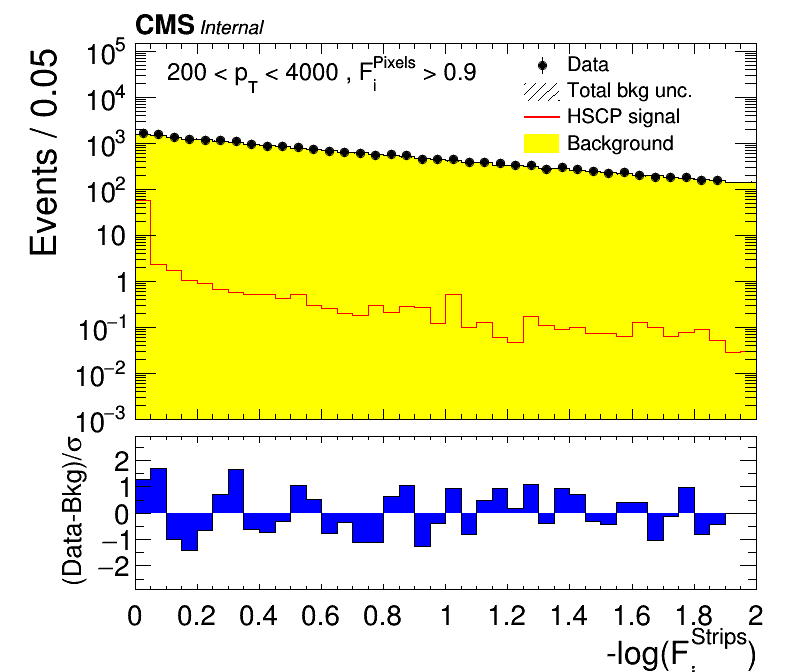 CMS Internal
Events / 0.05
10^5
10^4
10^3
10^2
10
1
10^−1
10^−2
10^−3
200 < p_T < 4000 , F_i^Pixels > 0.9
Data
Total bkg unc.
HSCP signal
Background
(Data-Bkg)/σ
2
1
0
−1
−2
0 0.2 0.4 0.6 0.8 1 1.2 1.4 1.6 1.8 2
-log(F_i^Strips)